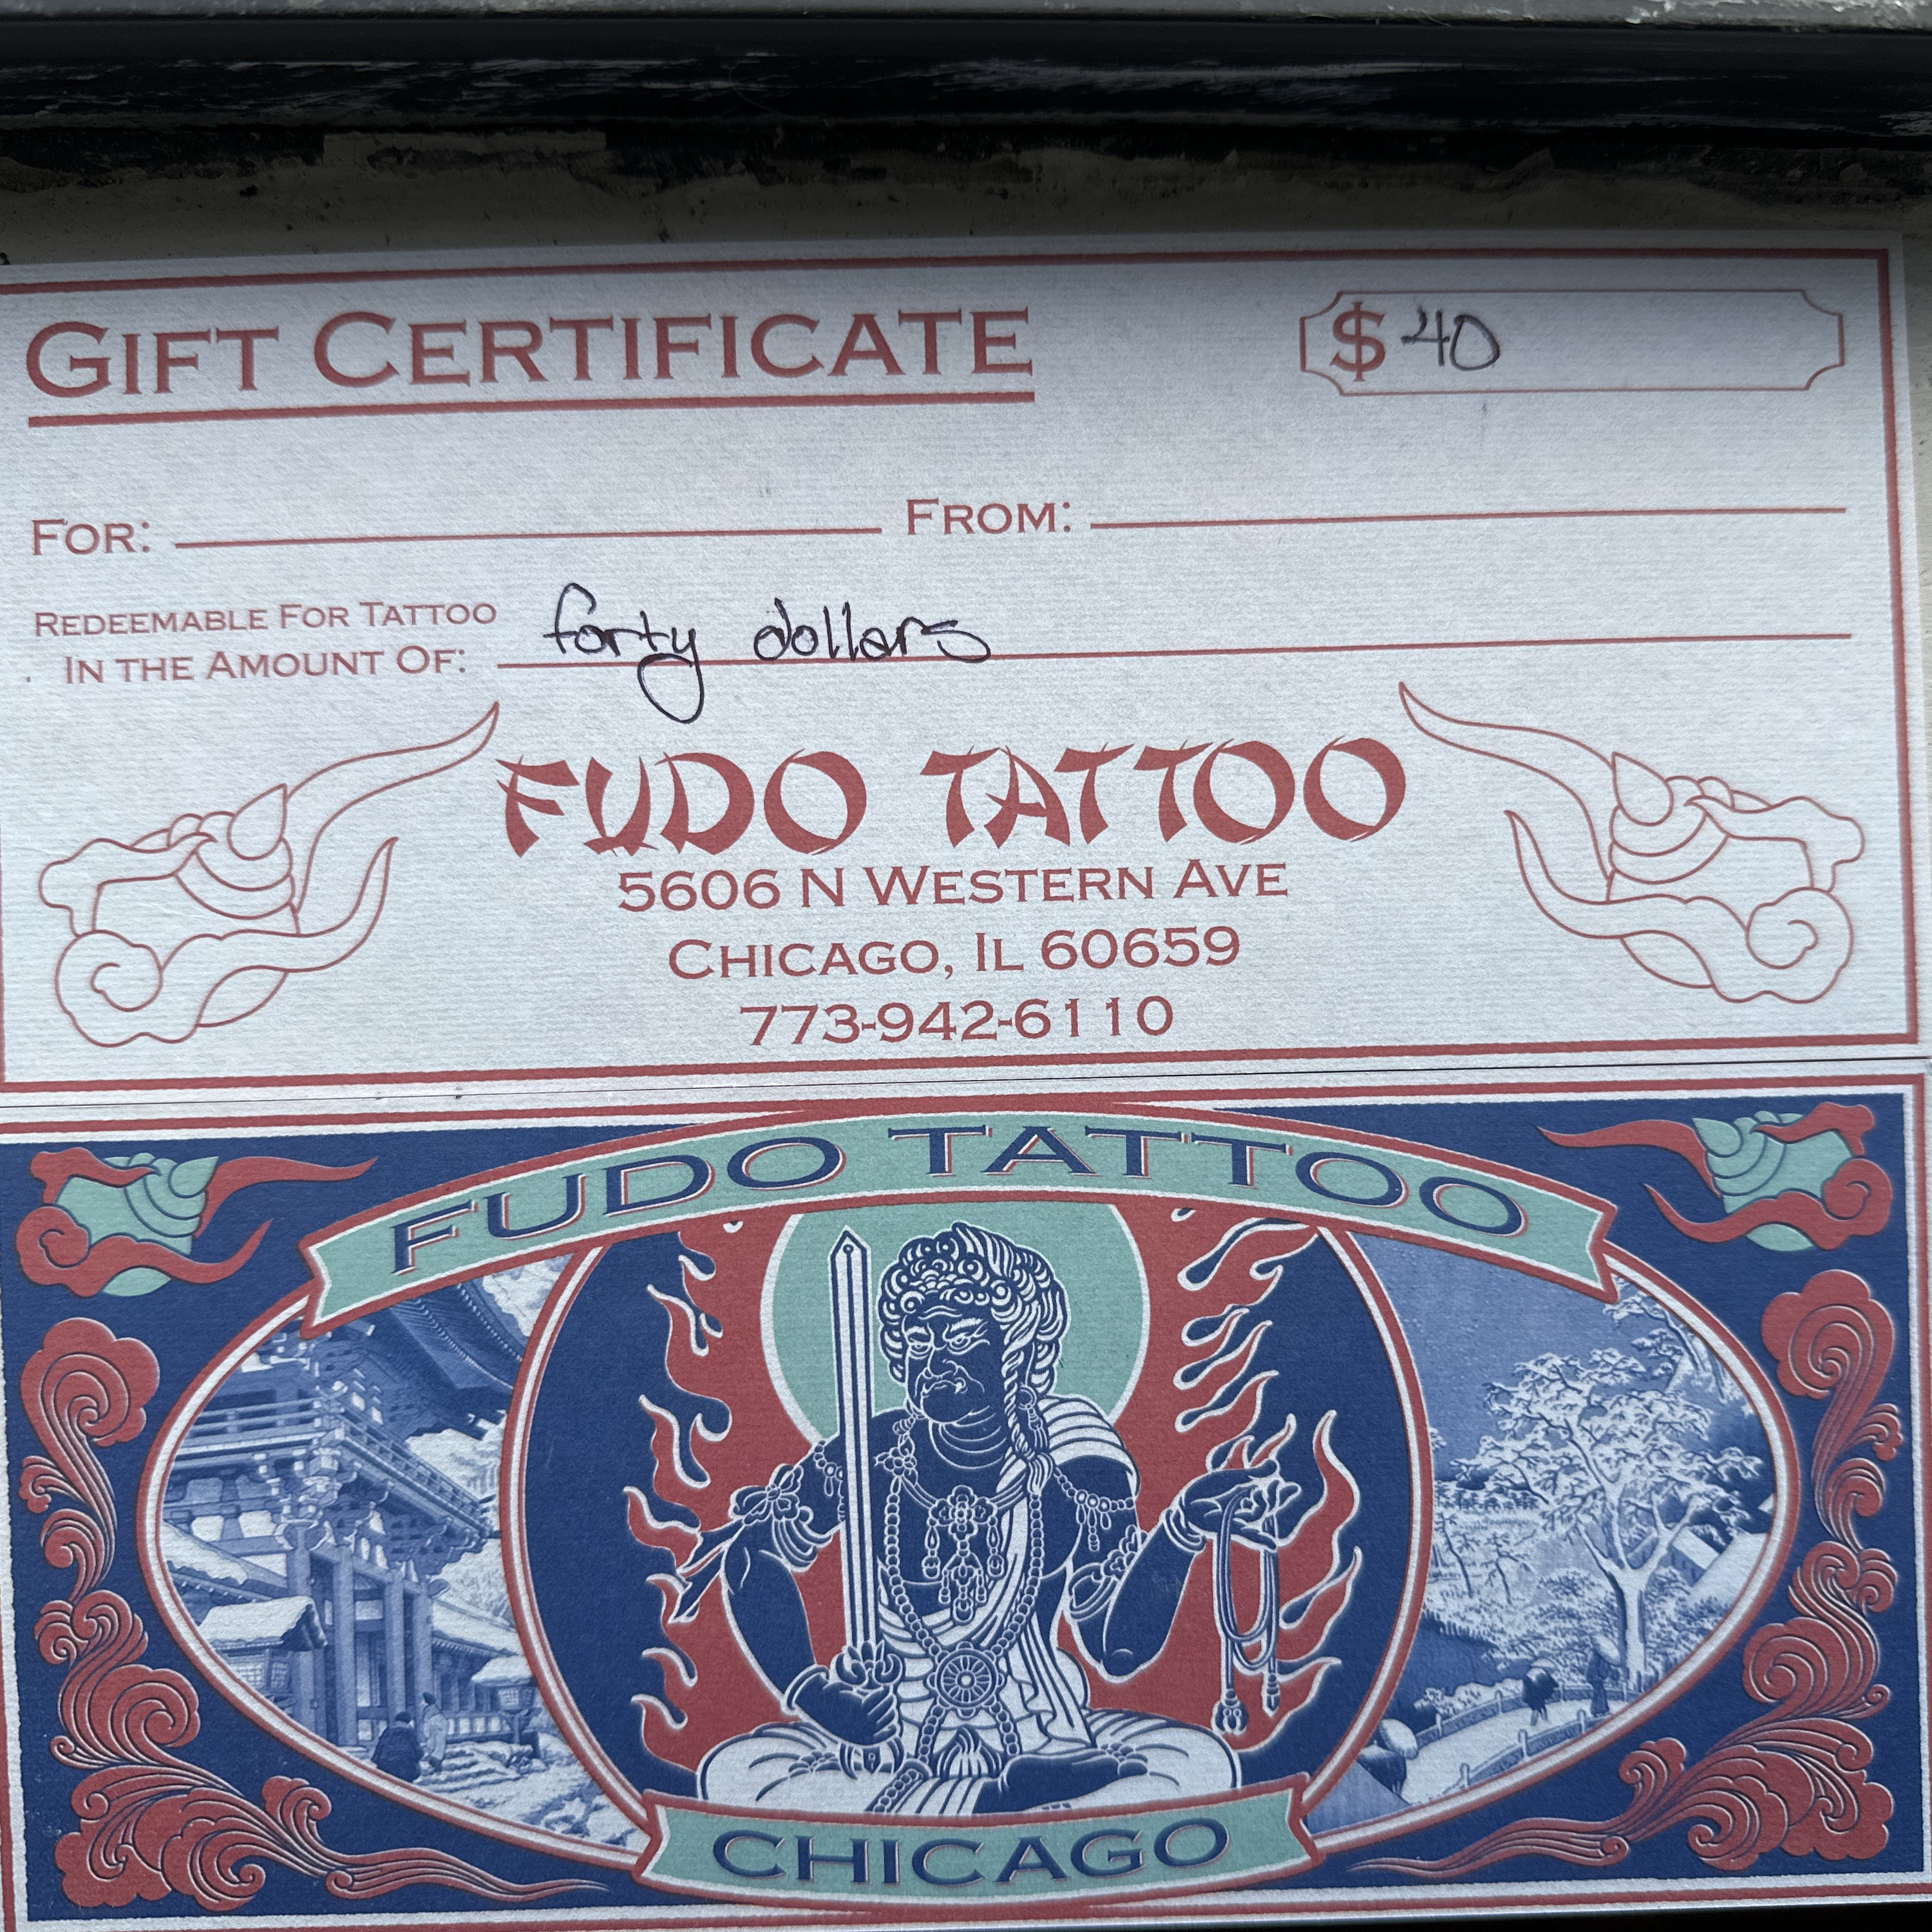 GIFT CERTIFICATE
$ 40
FOR: FROM:
REDEEMABLE FOR TATTOO
IN THE AMOUNT OF: forty dollars
FUDO TATTOO
5606 N WESTERN AVE
CHICAGO, IL 60659
773-942-6110
FUDO TATTOO
CHICAGO